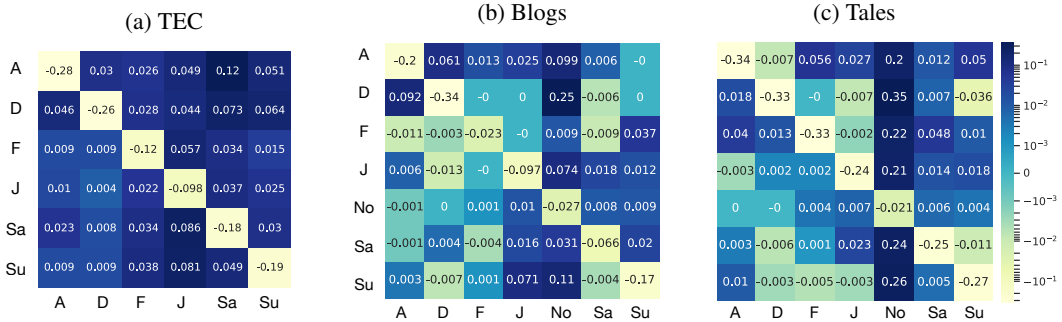 (a) TEC
(b) Blogs
(c) Tales
A -0.28 0.03 0.026 0.049 0.12 0.051
D 0.046 -0.26 0.028 0.044 0.073 0.064
F 0.009 0.009 -0.12 0.057 0.034 0.015
J 0.01 0.004 0.022 -0.098 0.037 0.025
Sa 0.023 0.008 0.034 0.086 -0.18 0.03
Su 0.009 0.009 0.038 0.081 0.049 -0.19
A D F J Sa Su
A -0.2 0.061 0.013 0.025 0.099 0.006 -0
D 0.092 -0.34 -0 0 0.25 -0.006 0
F -0.011 -0.003 -0.023 -0 0.009 -0.009 0.037
J 0.006 -0.013 -0 -0.097 0.074 0.018 0.012
No -0.001 0 0.001 0.01 -0.027 0.008 0.009
Sa -0.001 0.004 -0.004 0.016 0.031 -0.066 0.02
Su 0.003 -0.007 0.001 0.071 0.11 -0.004 -0.17
A D F J No Sa Su
-0.34 -0.007 0.056 0.027 0.2 0.012 0.05
0.018 -0.33 -0 -0.007 0.35 0.007 -0.036
0.04 0.013 -0.33 -0.002 0.22 0.048 0.01
-0.003 0.002 0.002 -0.24 0.21 0.014 0.018
0 -0 0.004 0.007 -0.021 0.006 0.004
0.003 -0.006 0.001 0.023 0.24 -0.25 -0.011
0.01 -0.003 -0.005 -0.003 0.26 0.005 -0.27
A D F J No Sa Su
10⁻¹
10⁻²
10⁻³
0
−10⁻³
−10⁻²
−10⁻¹